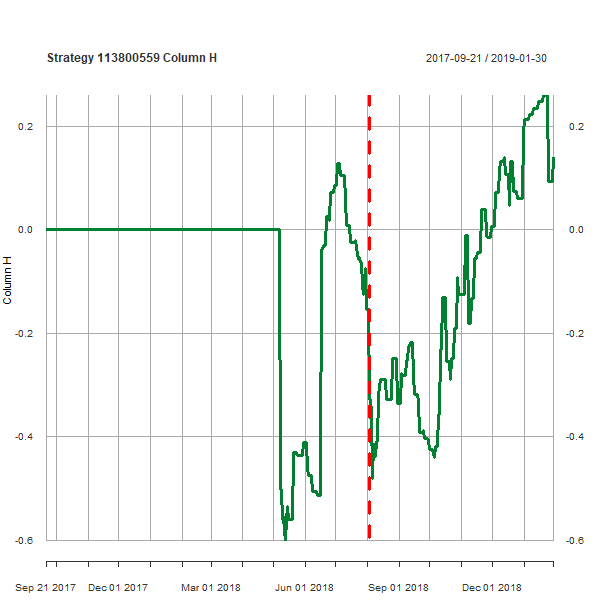 Strategy 113800559 Column H
2017-09-21 / 2019-01-30
0.2
0.0
-0.2
-0.4
-0.6
0.2
0.0
-0.2
-0.4
-0.6
Column H
Sep 21 2017
Dec 01 2017
Mar 01 2018
Jun 01 2018
Sep 01 2018
Dec 01 2018